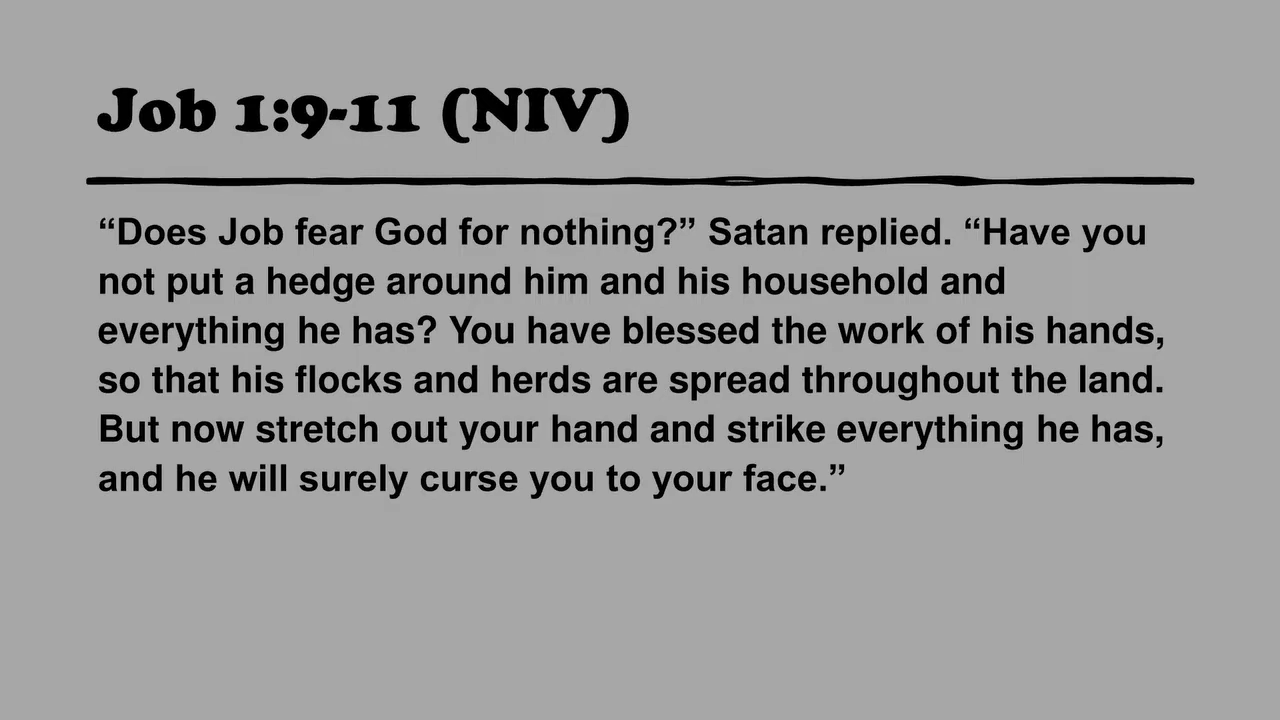 Job 1:9-11 (NIV)
“Does Job fear God for nothing?” Satan replied. “Have you
not put a hedge around him and his household and
everything he has? You have blessed the work of his hands,
so that his flocks and herds are spread throughout the land.
But now stretch out your hand and strike everything he has,
and he will surely curse you to your face.”